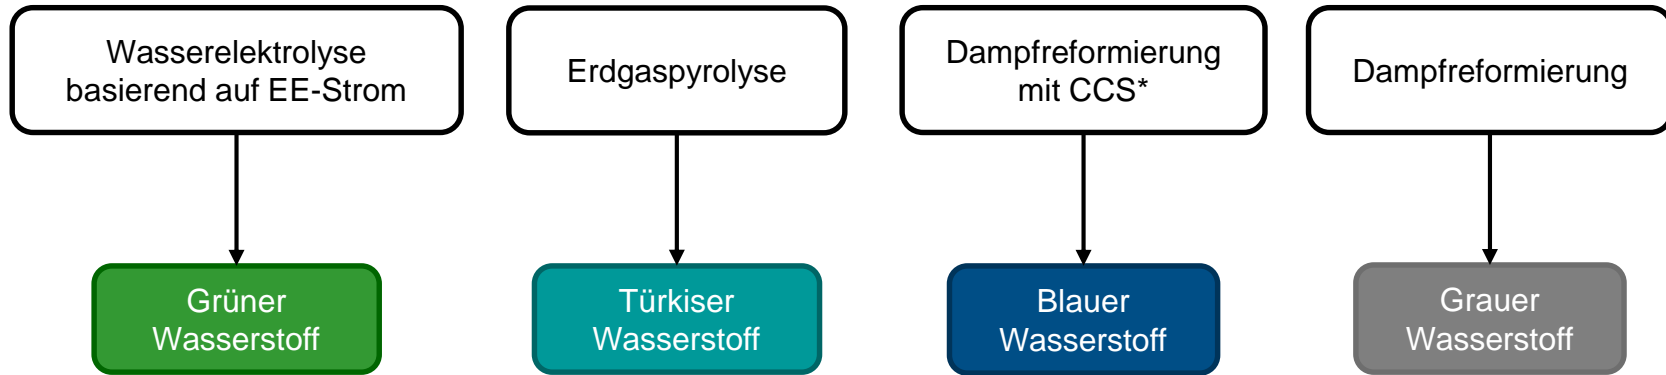 Wasserelektrolyse
basierend auf EE-Strom
Erdgaspyrolyse
Dampfreformierung
mit CCS*
Dampfreformierung
Grüner
Wasserstoff
Türkiser
Wasserstoff
Blauer
Wasserstoff
Grauer
Wasserstoff